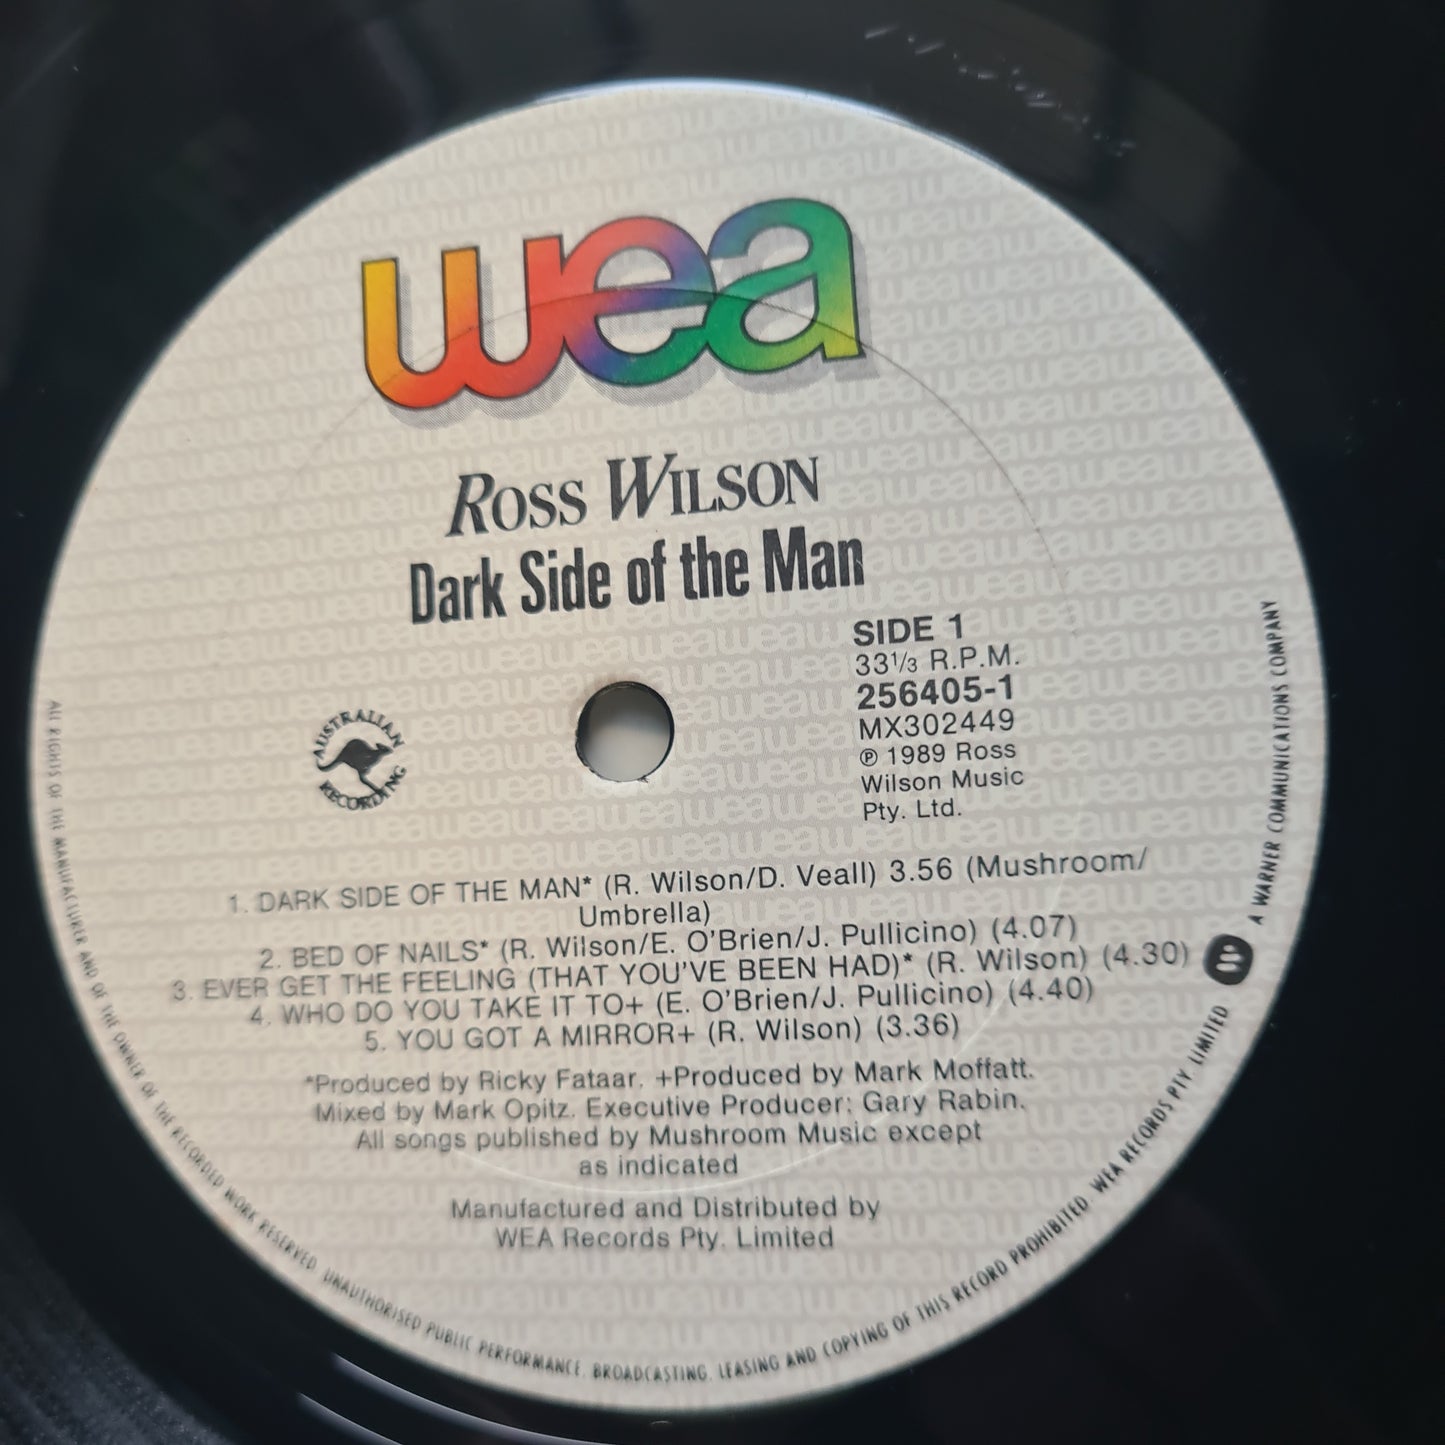 wea
ROSS WILSON
Dark Side of the Man
SIDE 1
33⅓ R.P.M.
256405-1
MX302449
℗ 1989 Ross
Wilson Music
Pty. Ltd.
AUSTRALIAN
RECORDING
1. DARK SIDE OF THE MAN* (R. Wilson/D. Veall) 3.56 (Mushroom/
Umbrella)
2. BED OF NAILS* (R. Wilson/E. O'Brien/J. Pullicino) (4.07)
3. EVER GET THE FEELING (THAT YOU'VE BEEN HAD)* (R. Wilson) (4.30)
4. WHO DO YOU TAKE IT TO+ (E. O'Brien/J. Pullicino) (4.40)
5. YOU GOT A MIRROR+ (R. Wilson) (3.36)
*Produced by Ricky Fataar. +Produced by Mark Moffatt.
Mixed by Mark Opitz. Executive Producer: Gary Rabin.
All songs published by Mushroom Music except
as indicated
Manufactured and Distributed by
WEA Records Pty. Limited
ALL RIGHTS OF THE MANUFACTURER AND OF THE OWNER OF THE RECORDED WORK RESERVED. UNAUTHORISED PUBLIC PERFORMANCE, BROADCASTING, LEASING AND COPYING OF THIS RECORD PROHIBITED. WEA RECORDS PTY. LIMITED
A WARNER COMMUNICATIONS COMPANY